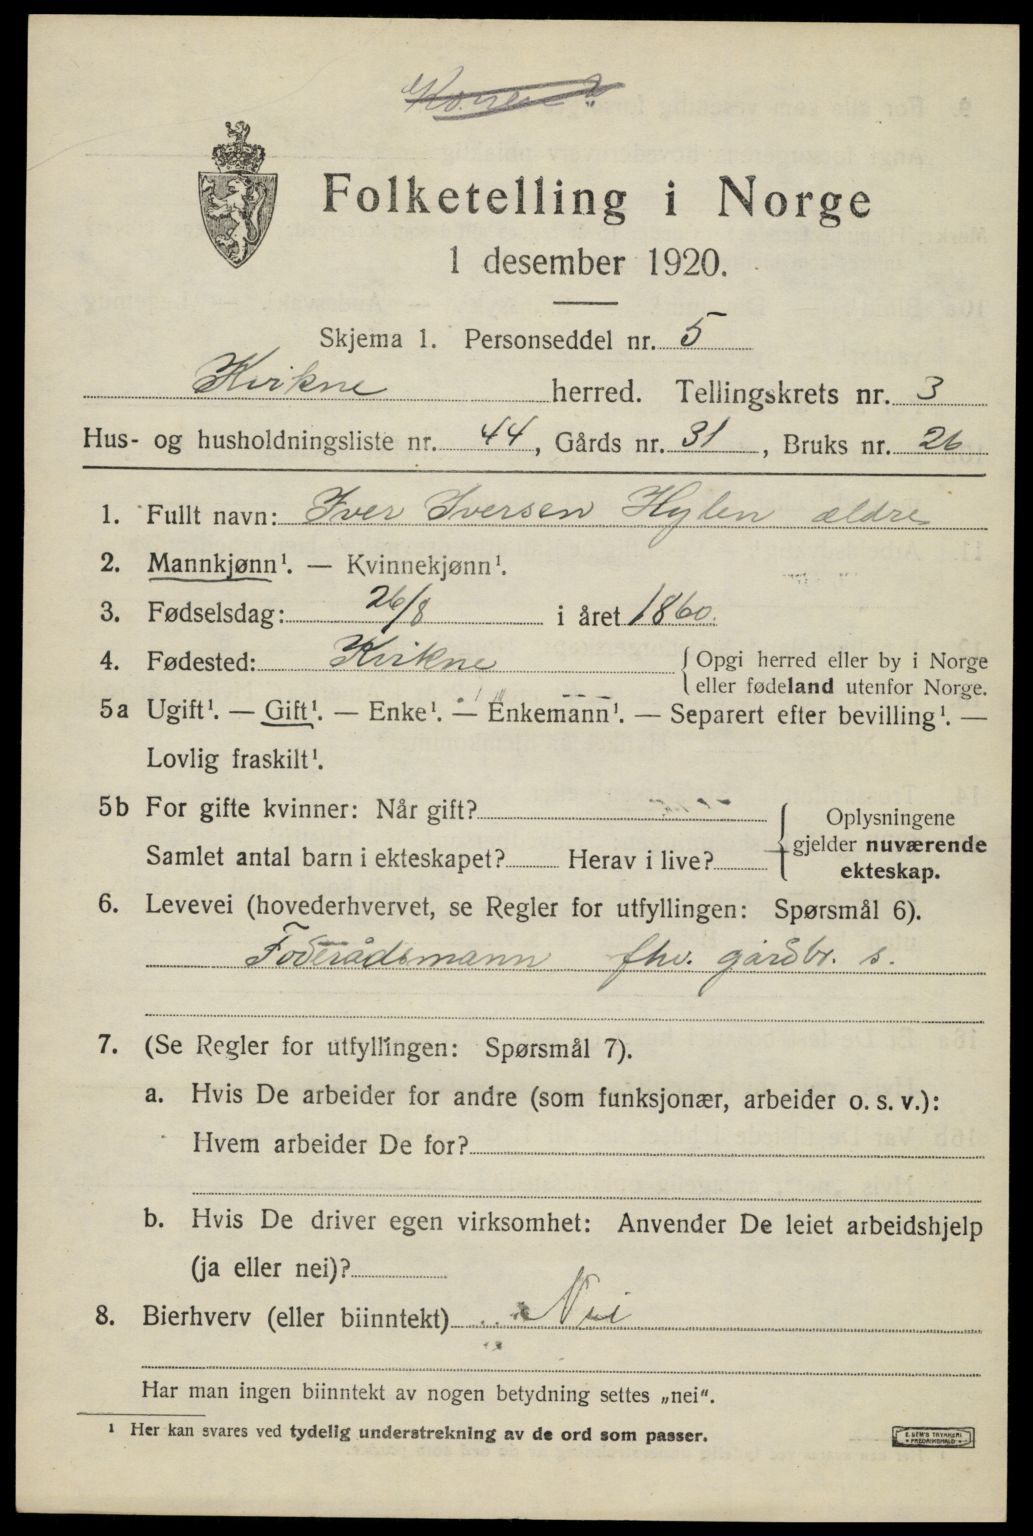 Folketelling i Norge
1 desember 1920.
Skjema 1. Personseddel nr. 5
Kvikne herred. Tellingskrets nr. 3
Hus- og husholdningsliste nr. 44, Gårds nr. 31, Bruks nr. 26
1. Fullt navn: Iver Iversen Hylen ældre
2. Mannkjønn¹. — Kvinnekjønn¹.
3. Fødselsdag: 26/8 i året 1860.
4. Fødested: Kvikne {Opgi herred eller by i Norge
eller fødeland utenfor Norge.
5a Ugift¹. — Gift¹. — Enke¹. — Enkemann¹. — Separert efter bevilling¹. —
Lovlig fraskilt¹.
5b For gifte kvinner: Når gift?
Samlet antal barn i ekteskapet? Herav i live?
Oplysningene
gjelder nuværende
ekteskap.
6. Levevei (hovederhvervet, se Regler for utfyllingen: Spørsmål 6).
Foderådsmann fhv. gårdbr. s.
7. (Se Regler for utfyllingen: Spørsmål 7).
a. Hvis De arbeider for andre (som funksjonær, arbeider o. s. v.):
Hvem arbeider De for?
b. Hvis De driver egen virksomhet: Anvender De leiet arbeidshjelp
(ja eller nei)?
8. Bierhverv (eller biinntekt) Nei
Har man ingen biinntekt av nogen betydning settes „nei".
¹ Her kan svares ved tydelig understrekning av de ord som passer.
E. SEM'S TRYKKERI
FREDRIKSHALD